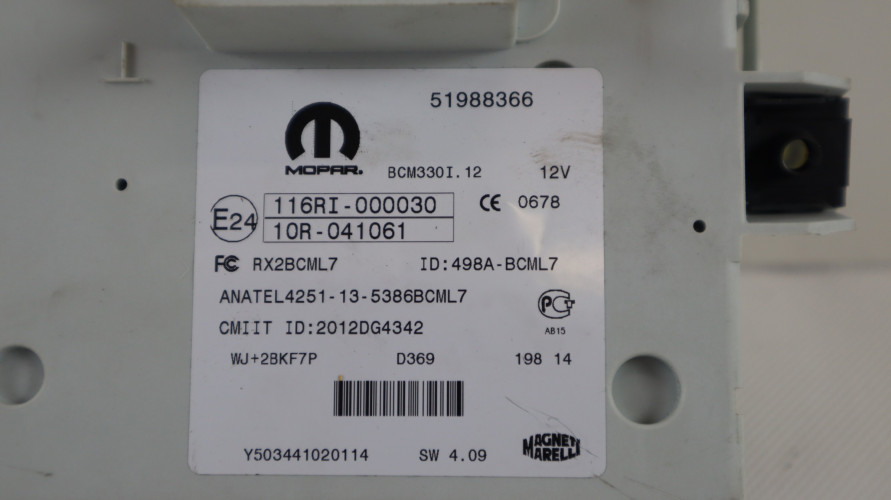 51988366
MOPAR.
BCM330I.12 12V
E24 116RI-000030 CE 0678
10R-041061
FC RX2BCML7 ID:498A-BCML7
ANATEL4251-13-5386BCML7
PCT
CMIIT ID:2012DG4342 AB15
WJ+2BKF7P D369 198 14
MAGNETI
MARELLI
Y503441020114 SW 4.09